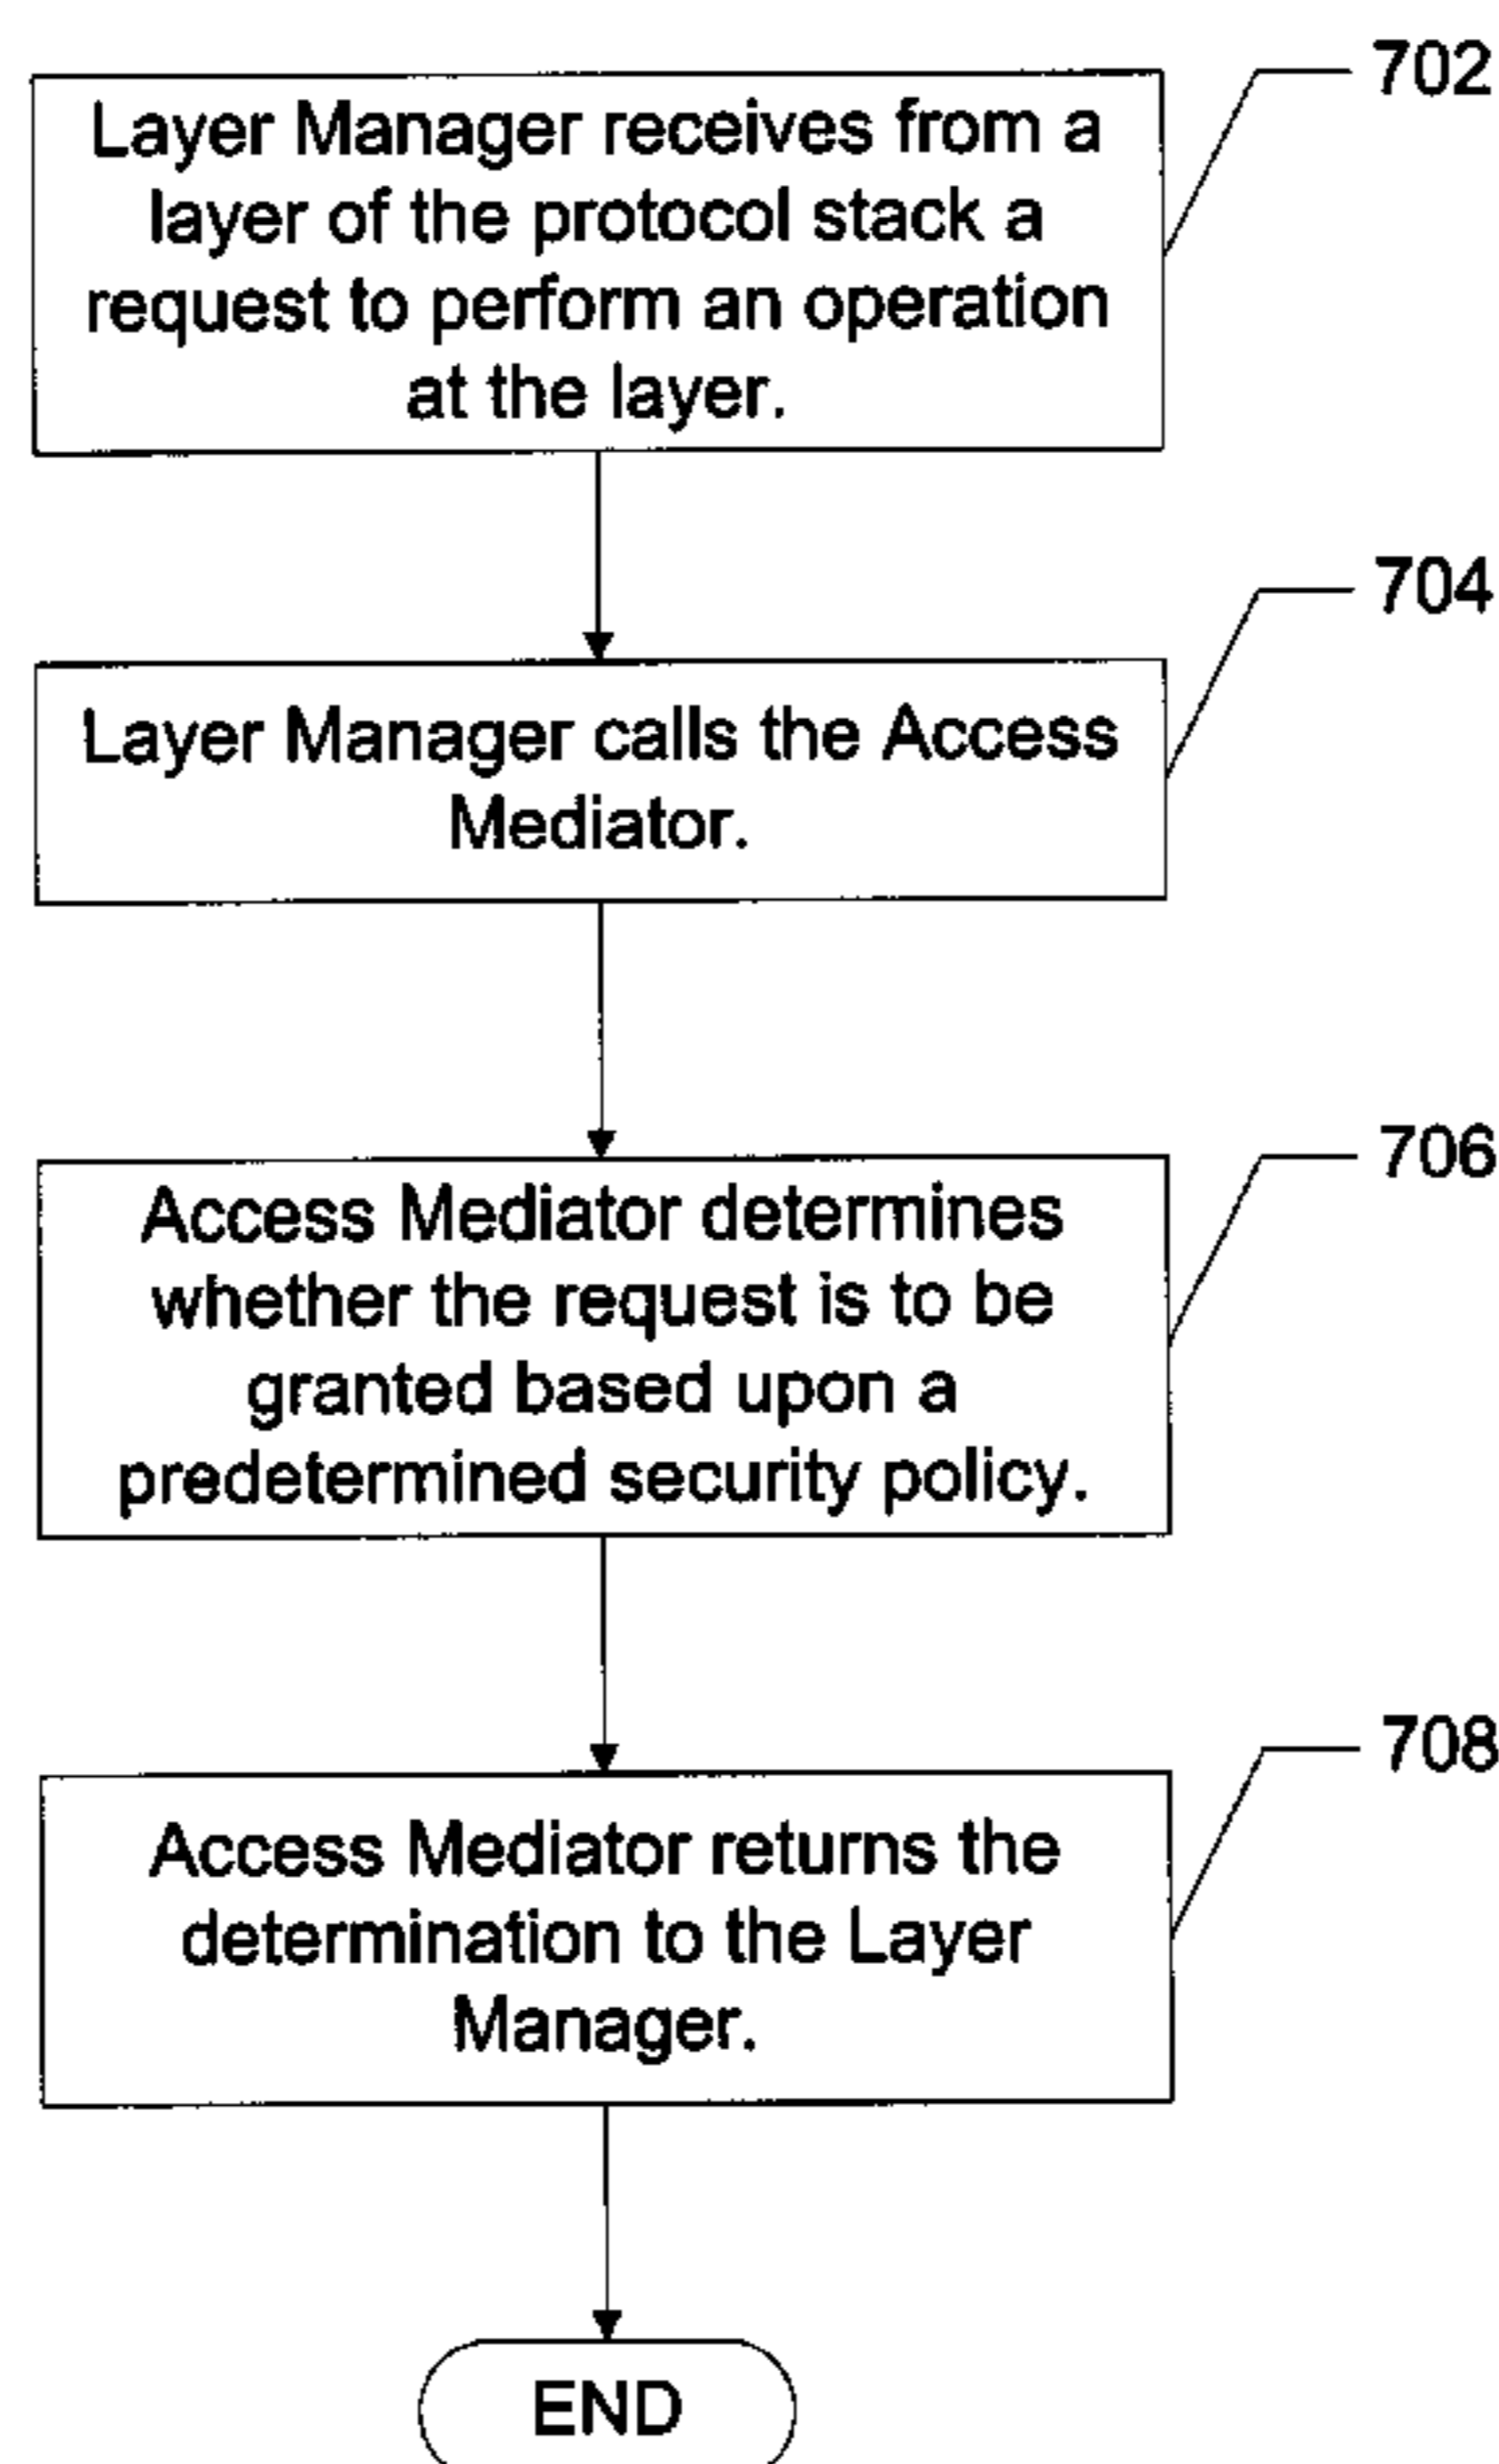 702
Layer Manager receives from a
layer of the protocol stack a
request to perform an operation
at the layer.
704
Layer Manager calls the Access
Mediator.
706
Access Mediator determines
whether the request is to be
granted based upon a
predetermined security policy.
708
Access Mediator returns the
determination to the Layer
Manager.
END